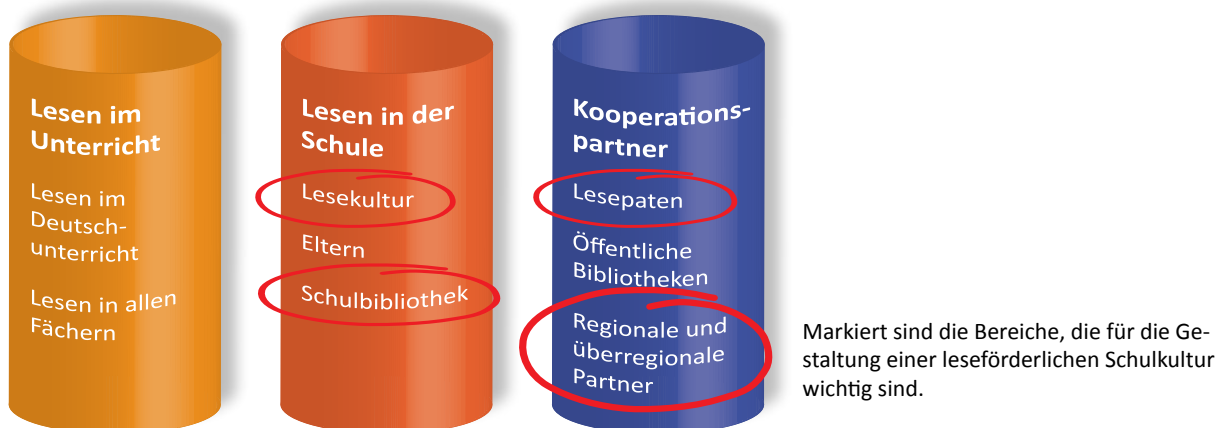 Lesen im
Unterricht
Lesen im
Deutsch-
unterricht
Lesen in allen
Fächern
Lesen in der
Schule
Lesekultur
Eltern
Schulbibliothek
Kooperations-
partner
Lesepaten
Öffentliche
Bibliotheken
Regionale und
überregionale
Partner
Markiert sind die Bereiche, die für die Ge-
staltung einer leseförderlichen Schulkultur
wichtig sind.